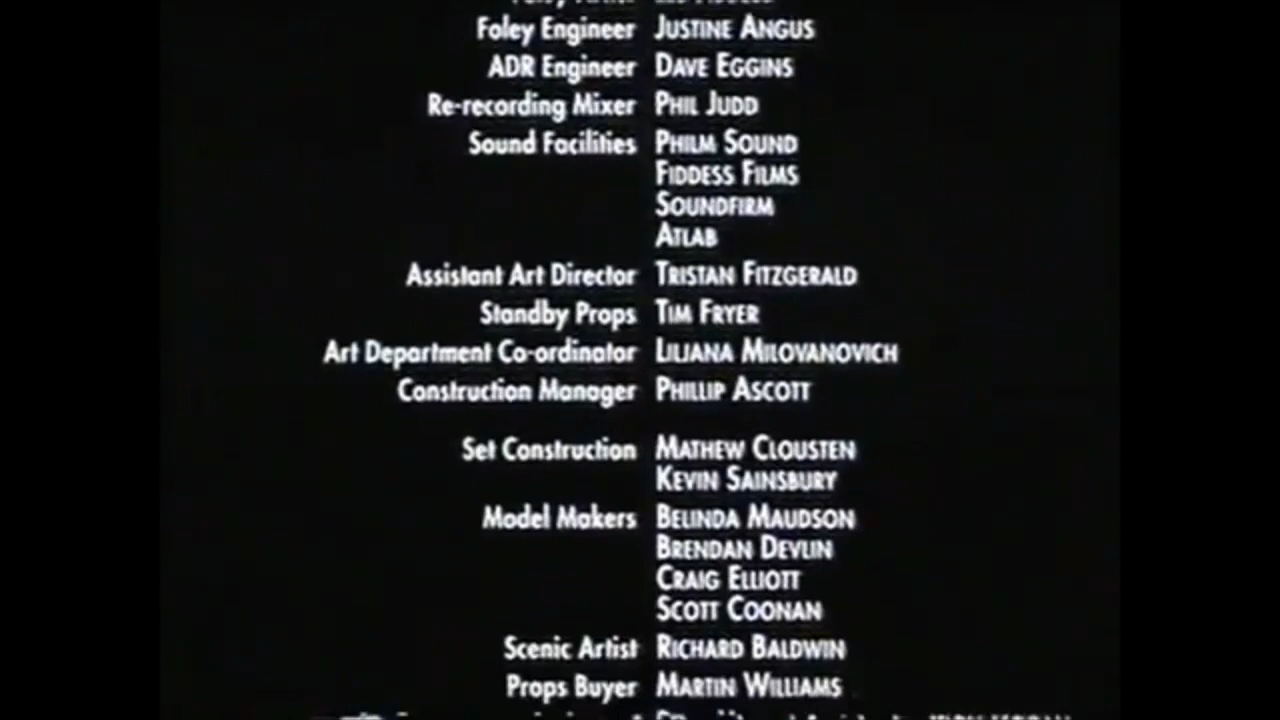 Foley Engineer JUSTINE ANGUS
ADR Engineer DAVE EGGINS
Re-recording Mixer PHIL JUDD
Sound Facilities PHILM SOUND
FIDDESS FILMS
SOUNDFIRM
ATLAB
Assistant Art Director TRISTAN FITZGERALD
Standby Props TIM FRYER
Art Department Co-ordinator LILIANA MILOVANOVICH
Construction Manager PHILLIP ASCOTT
Set Construction MATHEW CLOUSTEN
KEVIN SAINSBURY
Model Makers BELINDA MAUDSON
BRENDAN DEVLIN
CRAIG ELLIOTT
SCOTT COONAN
Scenic Artist RICHARD BALDWIN
Props Buyer MARTIN WILLIAMS